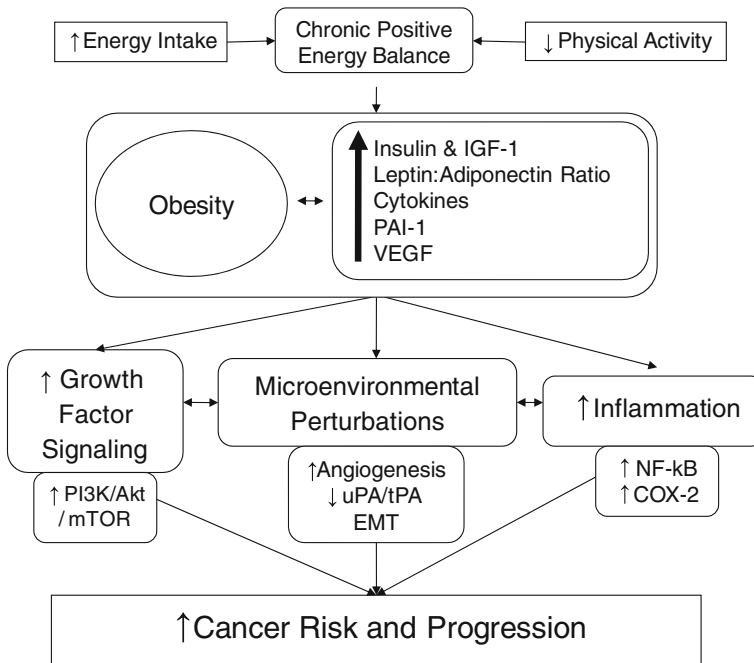 ↑Energy Intake
Chronic Positive
Energy Balance
↓ Physical Activity
Obesity
Insulin & IGF-1
Leptin:Adiponectin Ratio
Cytokines
PAI-1
VEGF
↑ Growth
Factor
Signaling
Microenvironmental
Perturbations
↑Inflammation
↑ PI3K/Akt
/ mTOR
↑Angiogenesis
↓ uPA/tPA
EMT
↑ NF-kB
↑COX-2
↑Cancer Risk and Progression